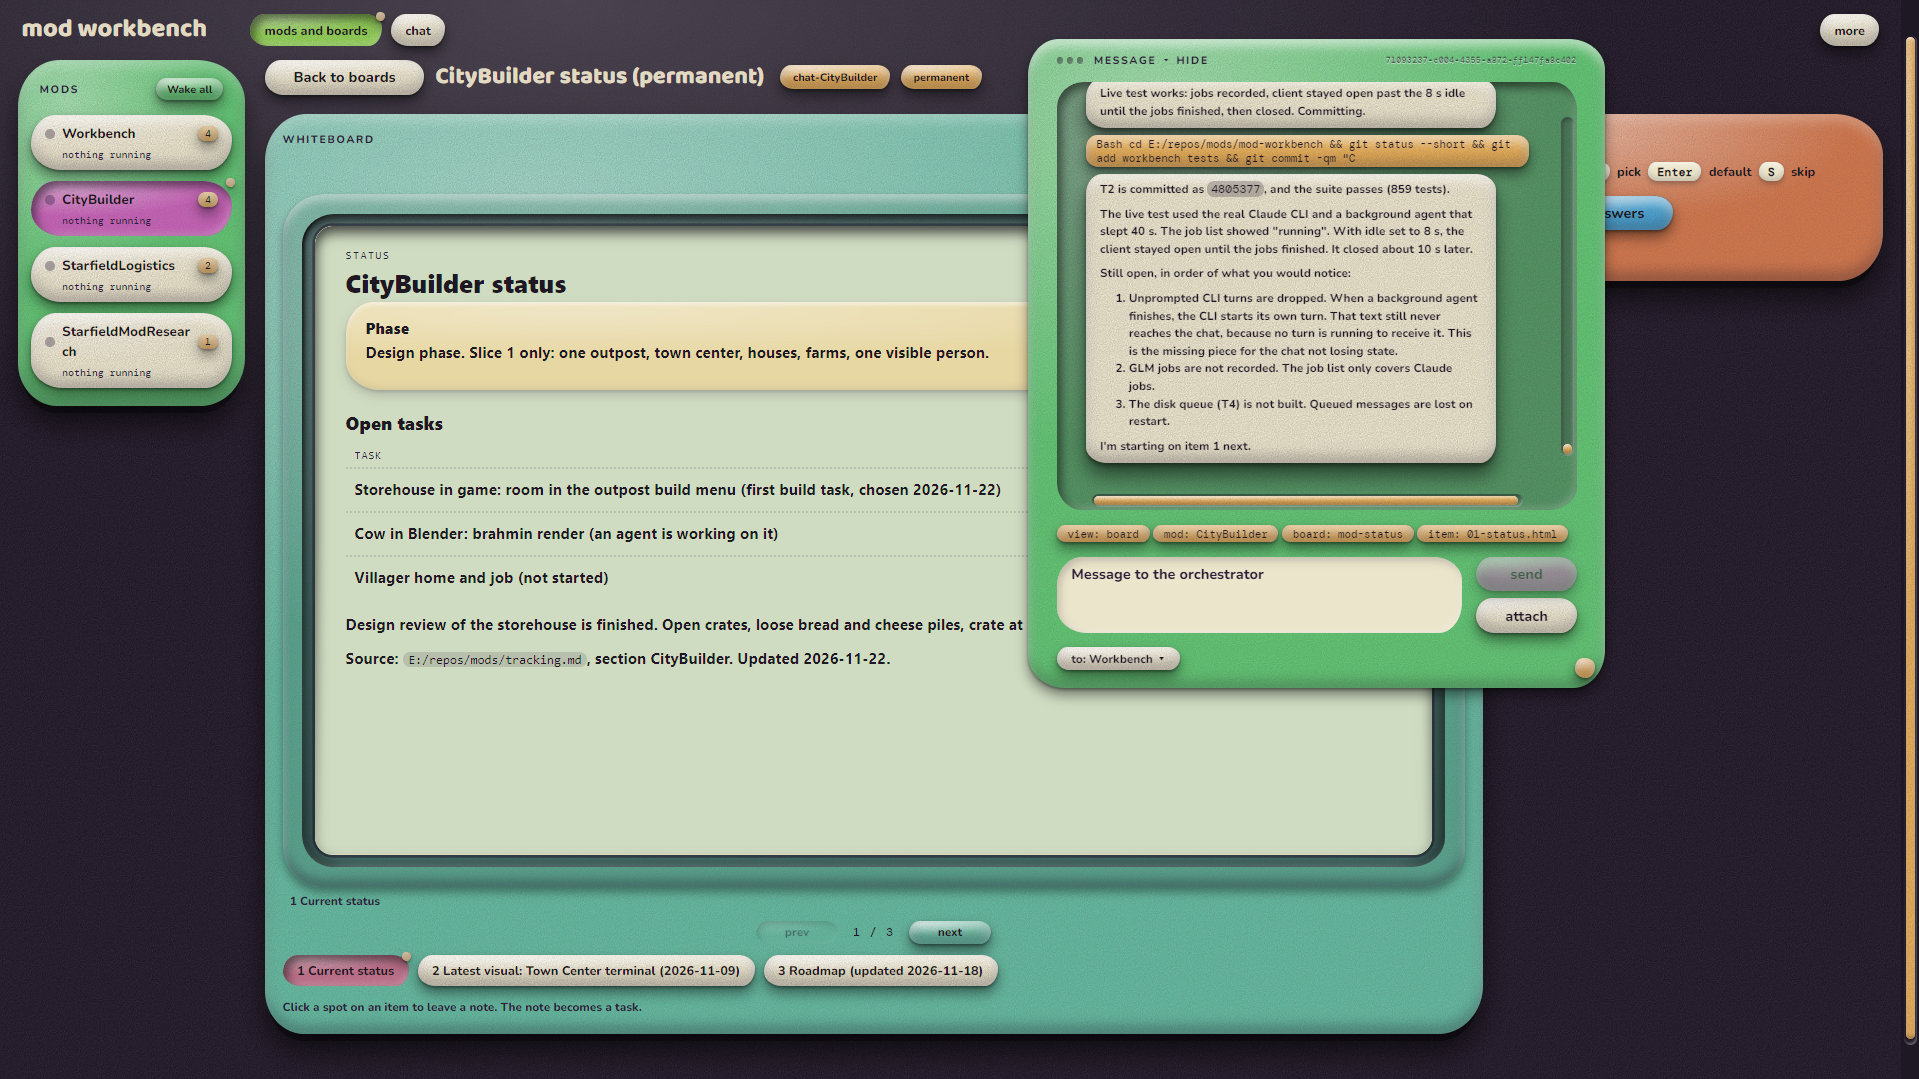 mod workbench
mods and boards
chat
more
MODS
Wake all
Workbench
4
nothing running
CityBuilder
4
nothing running
StarfieldLogistics
2
nothing running
StarfieldModResear
ch
1
nothing running
Back to boards
CityBuilder status (permanent)
chat-CityBuilder
permanent
WHITEBOARD
STATUS
CityBuilder status
Phase
Design phase. Slice 1 only: one outpost, town center, houses, farms, one visible person.
Open tasks
TASK
Storehouse in game: room in the outpost build menu (first build task, chosen 2026-11-22)
Cow in Blender: brahmin render (an agent is working on it)
Villager home and job (not started)
Design review of the storehouse is finished. Open crates, loose bread and cheese piles, crate at
Source: E:/repos/mods/tracking.md, section CityBuilder. Updated 2026-11-22.
1 Current status
prev
1 / 3
next
1 Current status
2 Latest visual: Town Center terminal (2026-11-09)
3 Roadmap (updated 2026-11-18)
Click a spot on an item to leave a note. The note becomes a task.
MESSAGE - HIDE
Live test works: jobs recorded, client stayed open past the 8 s idle
until the jobs finished, then closed. Committing.
Bash cd E:/repos/mods/mod-workbench && git status --short && git
add workbench tests && git commit -qm "C
T2 is committed as 4805377, and the suite passes (859 tests).
The live test used the real Claude CLI and a background agent that
slept 40 s. The job list showed "running". With idle set to 8 s, the
client stayed open until the jobs finished. It closed about 10 s later.
Still open, in order of what you would notice:
1. Unprompted CLI turns are dropped. When a background agent
finishes, the CLI starts its own turn. That text still never
reaches the chat, because no turn is running to receive it. This
is the missing piece for the chat not losing state.
2. GLM jobs are not recorded. The job list only covers Claude
jobs.
3. The disk queue (T4) is not built. Queued messages are lost on
restart.
I'm starting on item 1 next.
view: board
mod: CityBuilder
board: mod-status
item: 01-status.html
Message to the orchestrator
send
attach
to: Workbench
pick
Enter
default
S
skip
swers